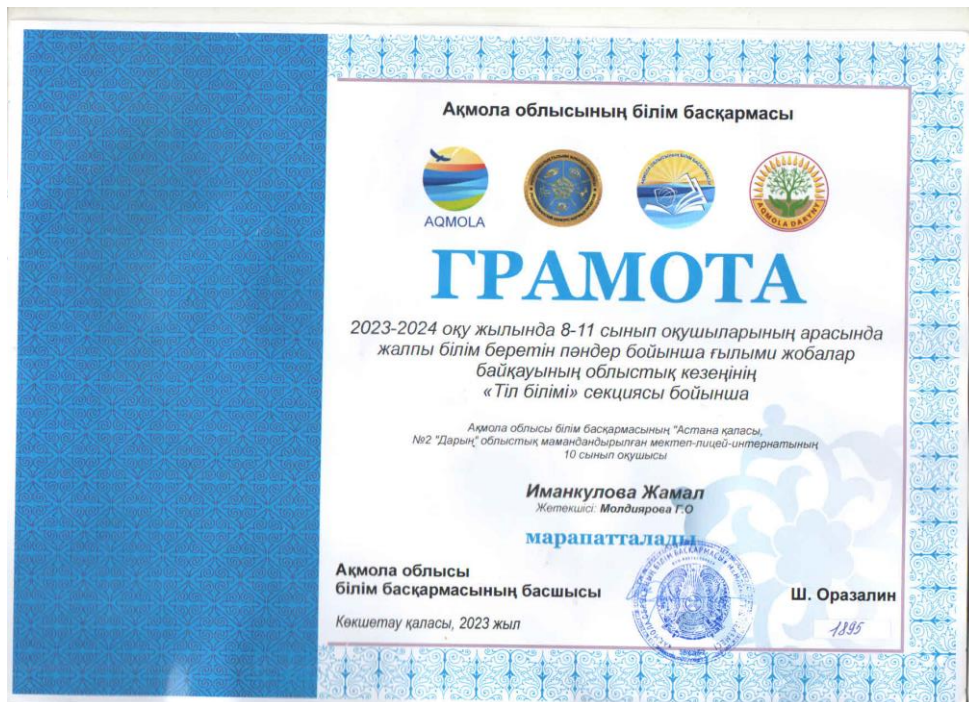 Ақмола облысының білім басқармасы
AQMOLA
AQMOLA DARYNY
ГРАМОТА
2023-2024 оқу жылында 8-11 сынып оқушыларының арасында
жалпы білім беретін пәндер бойынша ғылыми жобалар
байқауының облыстық кезеңінің
«Тіл білімі» секциясы бойынша
Ақмола облысы білім басқармасының "Астана қаласы,
№2 "Дарын" облыстық мамандандырылған мектеп-лицей-интернатының
10 сынып оқушысы
Иманкулова Жамал
Жетекшісі: Молдиярова Г.О
марапатталады
Ақмола облысы
білім басқармасының басшысы
Ш. Оразалин
Көкшетау қаласы, 2023 жыл
1895